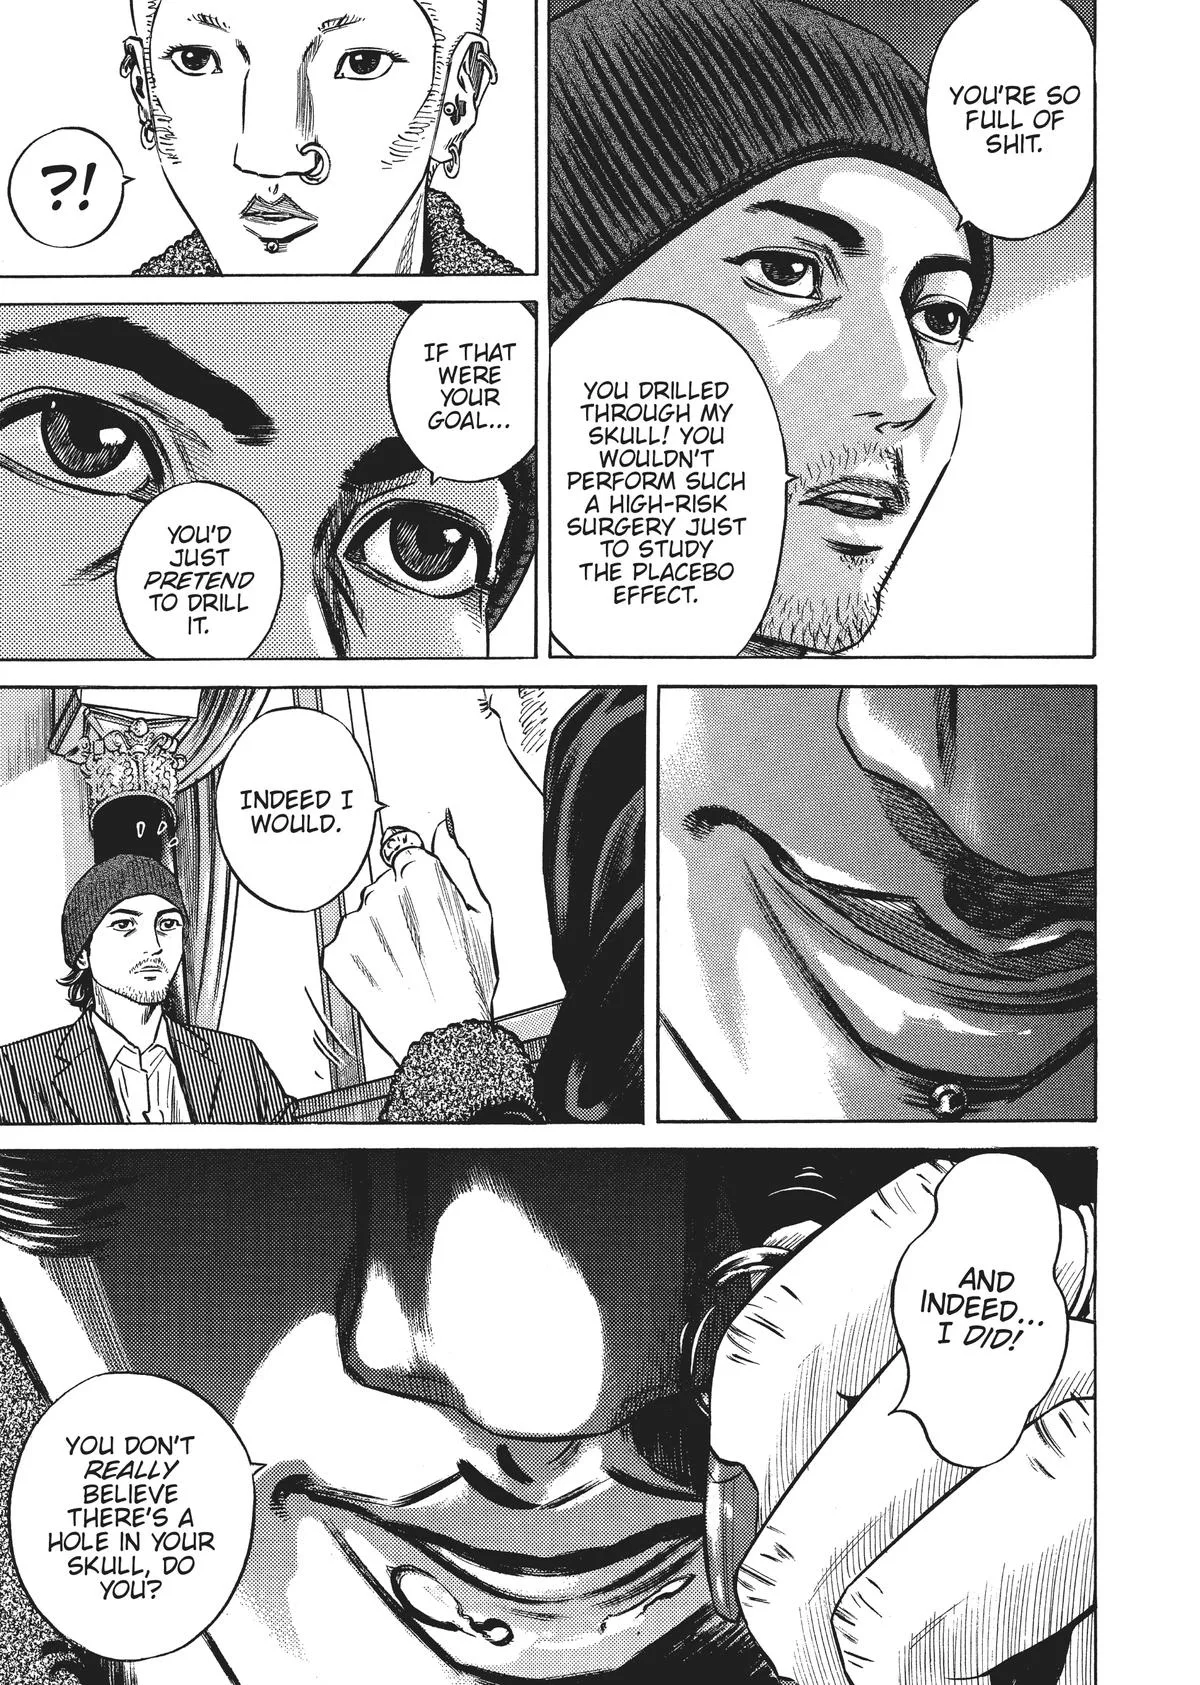 YOU'RE SO
FULL OF
SHIT.
YOU DRILLED
THROUGH MY
SKULL! YOU
WOULDN'T
PERFORM SUCH
A HIGH-RISK
SURGERY JUST
TO STUDY
THE PLACEBO
EFFECT.
?!
IF THAT
WERE
YOUR
GOAL...
YOU'D
JUST
PRETEND
TO DRILL
IT.
INDEED I
WOULD.
AND
INDEED...
I DID!
YOU DON'T
REALLY
BELIEVE
THERE'S A
HOLE IN YOUR
SKULL, DO
YOU?